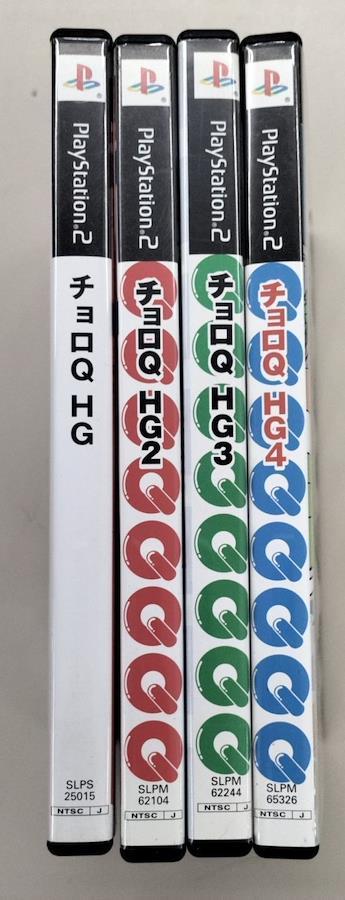 PlayStation®2
チョロQ HG
SLPS
25015
NTSC J
PlayStation®2
チョロQ HG2
SLPM
62104
NTSC J
PlayStation®2
チョロQ HG3
SLPM
62244
NTSC J
PlayStation®2
チョロQ HG4
SLPM
65326
NTSC J